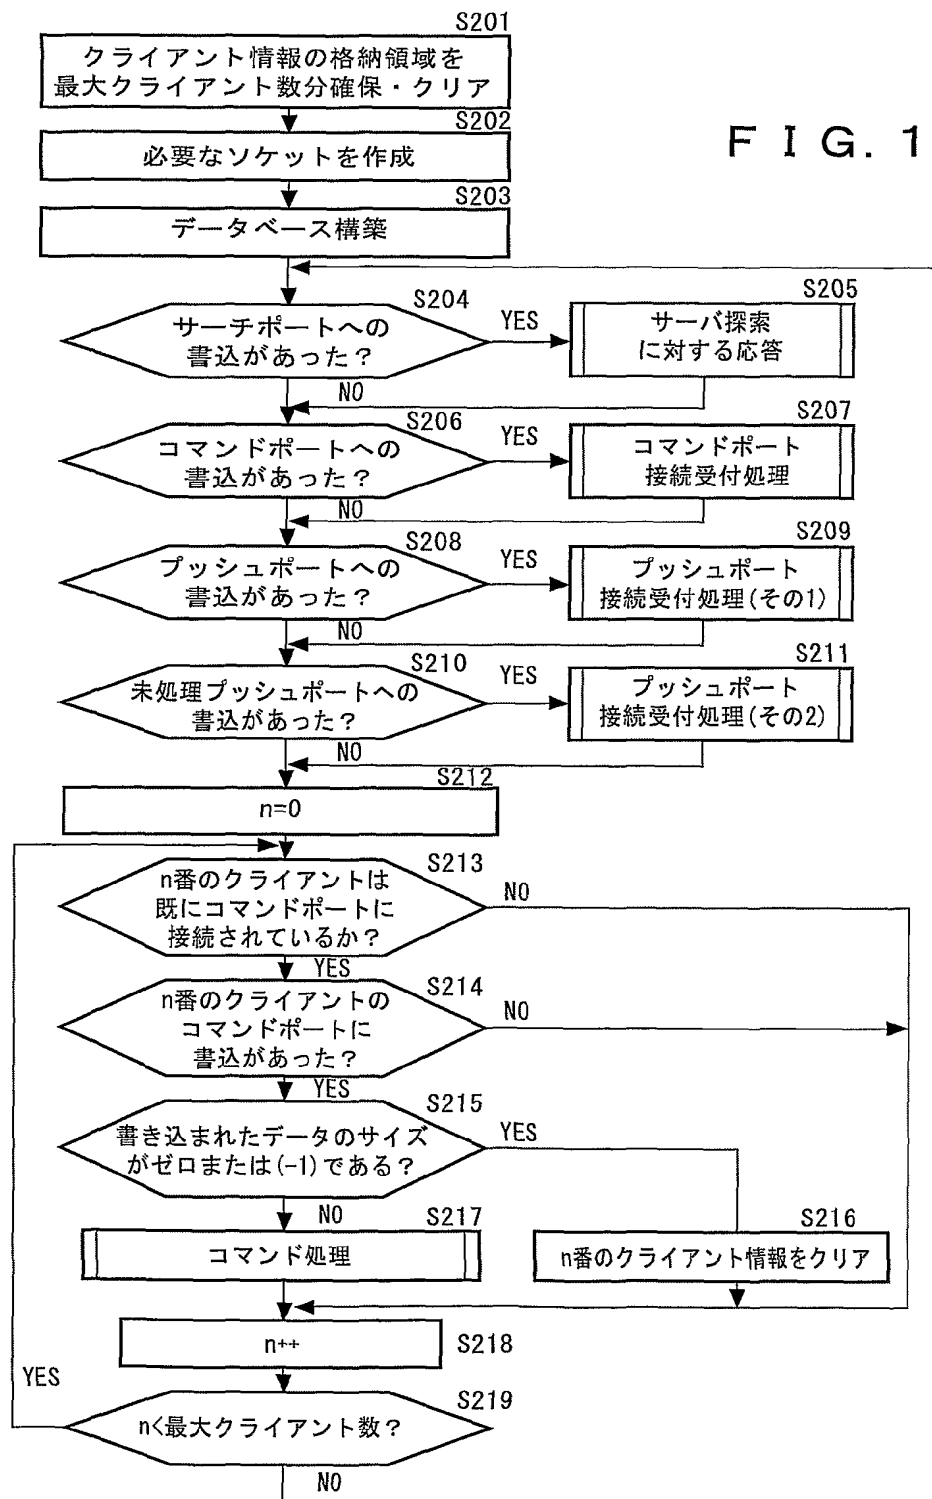 S201
クライアント情報の格納領域を
最大クライアント数分確保・クリア
FIG. 1
S202
必要なソケットを作成
S203
データベース構築
S204
サーチポートへの
書込があった？
YES
S205
サーバ探索
に対する応答
NO
S206
コマンドポートへの
書込があった？
YES
S207
コマンドポート
接続受付処理
NO
S208
プッシュポートへの
書込があった？
YES
S209
プッシュポート
接続受付処理(その1)
NO
S210
未処理プッシュポートへの
書込があった？
YES
S211
プッシュポート
接続受付処理(その2)
NO
S212
n=0
S213
n番のクライアントは
既にコマンドポートに
接続されているか？
NO
YES
S214
n番のクライアントの
コマンドポートに
書込があった？
NO
YES
S215
書き込まれたデータのサイズ
がゼロまたは(-1)である？
YES
NO
S217
コマンド処理
S216
n番のクライアント情報をクリア
n++
S218
YES
S219
n<最大クライアント数？
NO